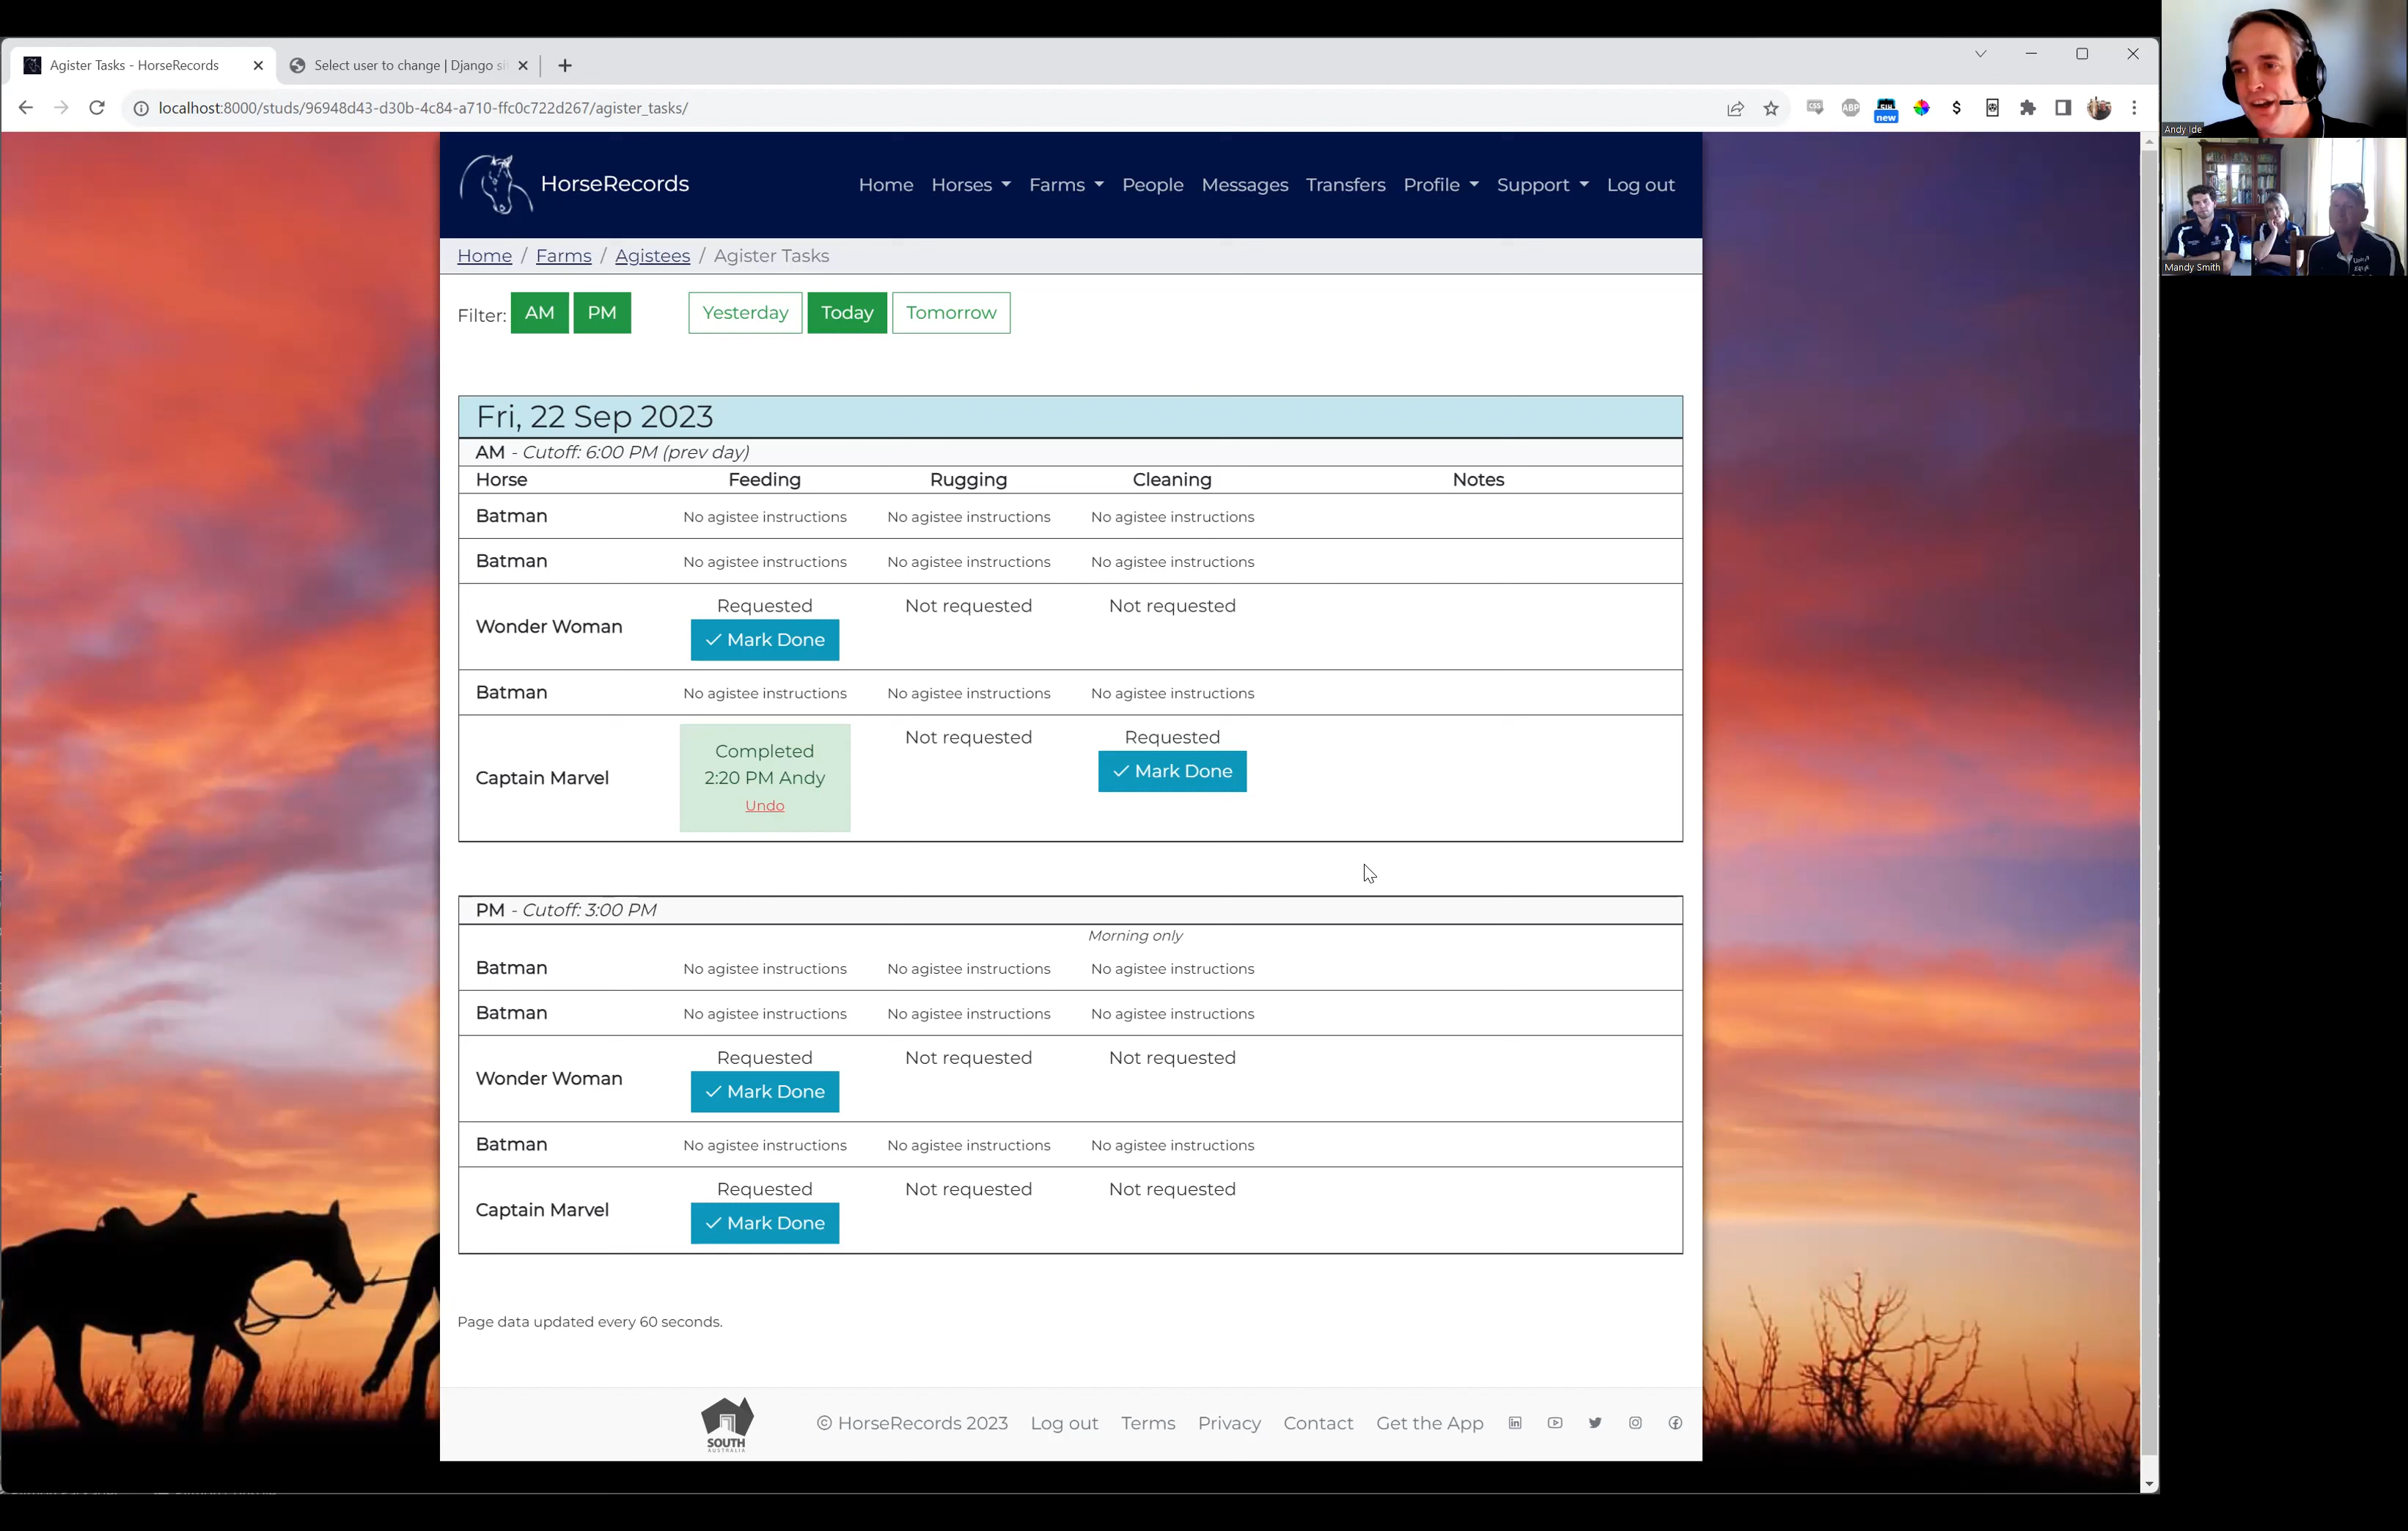 Agister Tasks - HorseRecords
Select user to change | Django si
localhost:8000/studs/96948d43-d30b-4c84-a710-ffc0c722d267/agister_tasks/
ABP
new
Andy Ide
Mandy Smith
HorseRecords
Home Horses Farms People Messages Transfers Profile Support Log out
Home / Farms / Agistees / Agister Tasks
Filter: AM PM Yesterday Today Tomorrow
Fri, 22 Sep 2023
AM - Cutoff: 6:00 PM (prev day)
Horse Feeding Rugging Cleaning Notes
Batman No agistee instructions No agistee instructions No agistee instructions
Batman No agistee instructions No agistee instructions No agistee instructions
Requested Not requested Not requested
Wonder Woman
Mark Done
Batman No agistee instructions No agistee instructions No agistee instructions
Not requested Requested
Completed
Mark Done
Captain Marvel 2:20 PM Andy
Undo
PM - Cutoff: 3:00 PM
Morning only
Batman No agistee instructions No agistee instructions No agistee instructions
Batman No agistee instructions No agistee instructions No agistee instructions
Requested Not requested Not requested
Wonder Woman
Mark Done
Batman No agistee instructions No agistee instructions No agistee instructions
Requested Not requested Not requested
Captain Marvel
Mark Done
Page data updated every 60 seconds.
SOUTH
AUSTRALIA
© HorseRecords 2023 Log out Terms Privacy Contact Get the App